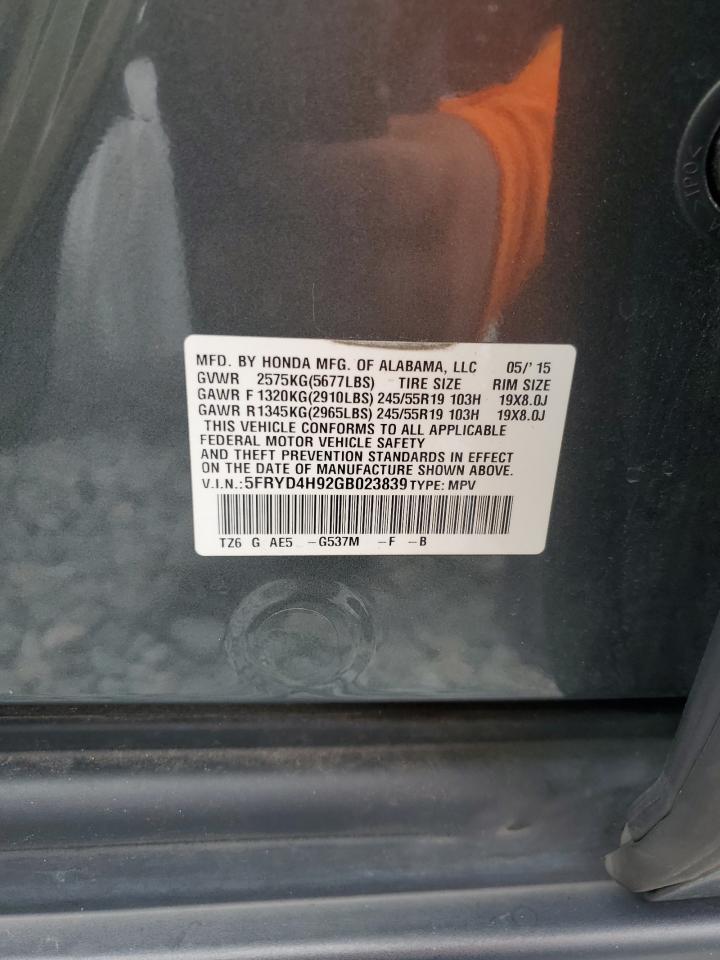 MFD. BY HONDA MFG. OF ALABAMA, LLC 05/' 15
GVWR 2575KG(5677LBS) TIRE SIZE RIM SIZE
GAWR F 1320KG(2910LBS) 245/55R19 103H 19X8.0J
GAWR R1345KG(2965LBS) 245/55R19 103H 19X8.0J
THIS VEHICLE CONFORMS TO ALL APPLICABLE
FEDERAL MOTOR VEHICLE SAFETY
AND THEFT PREVENTION STANDARDS IN EFFECT
ON THE DATE OF MANUFACTURE SHOWN ABOVE.
V.I.N.:5FRYD4H92GB023839 TYPE: MPV
TZ6 G AE5 -G537M -F -B